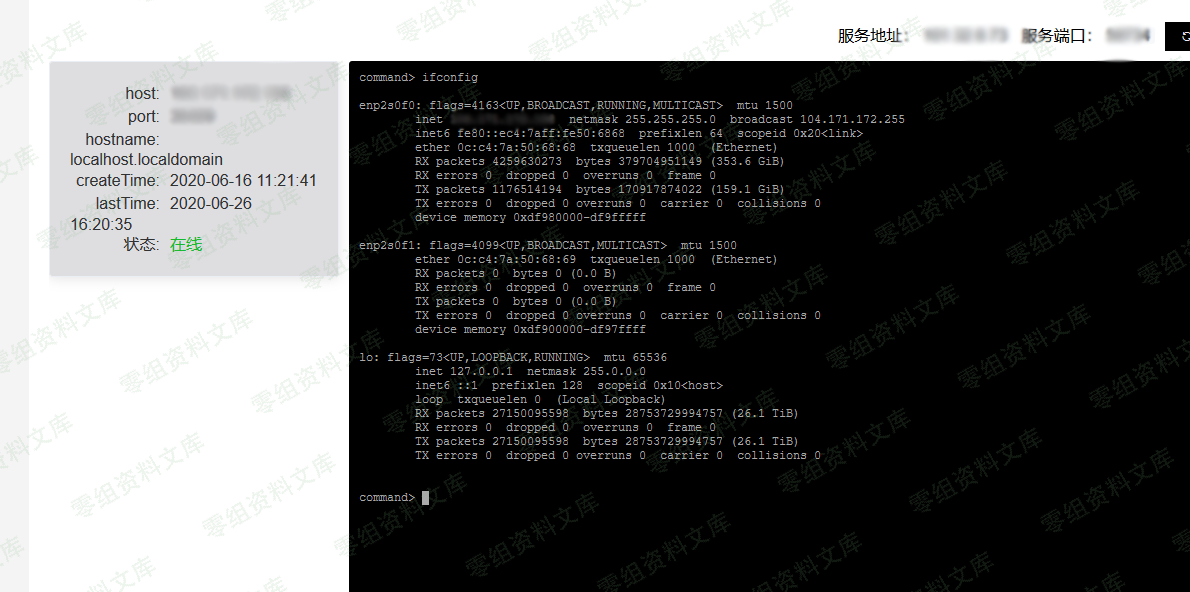 服务地址： 服务端口：
host:
port:
hostname:
localhost.localdomain
createTime: 2020-06-16 11:21:41
lastTime: 2020-06-26
16:20:35
状态: 在线
command> ifconfig
enp2s0f0: flags=4163<UP,BROADCAST,RUNNING,MULTICAST> mtu 1500
inet netmask 255.255.255.0 broadcast 104.171.172.255
inet6 fe80::ec4:7aff:fe50:6868 prefixlen 64 scopeid 0x20<link>
ether 0c:c4:7a:50:68:68 txqueuelen 1000 (Ethernet)
RX packets 4259630273 bytes 379704951149 (353.6 GiB)
RX errors 0 dropped 0 overruns 0 frame 0
TX packets 1176514194 bytes 170917874022 (159.1 GiB)
TX errors 0 dropped 0 overruns 0 carrier 0 collisions 0
device memory 0xdf980000-df9fffff
enp2s0f1: flags=4099<UP,BROADCAST,MULTICAST> mtu 1500
ether 0c:c4:7a:50:68:69 txqueuelen 1000 (Ethernet)
RX packets 0 bytes 0 (0.0 B)
RX errors 0 dropped 0 overruns 0 frame 0
TX packets 0 bytes 0 (0.0 B)
TX errors 0 dropped 0 overruns 0 carrier 0 collisions 0
device memory 0xdf900000-df97ffff
lo: flags=73<UP,LOOPBACK,RUNNING> mtu 65536
inet 127.0.0.1 netmask 255.0.0.0
inet6 ::1 prefixlen 128 scopeid 0x10<host>
loop txqueuelen 0 (Local Loopback)
RX packets 27150095598 bytes 28753729994757 (26.1 TiB)
RX errors 0 dropped 0 overruns 0 frame 0
TX packets 27150095598 bytes 28753729994757 (26.1 TiB)
TX errors 0 dropped 0 overruns 0 carrier 0 collisions 0
command>
零组资料文库